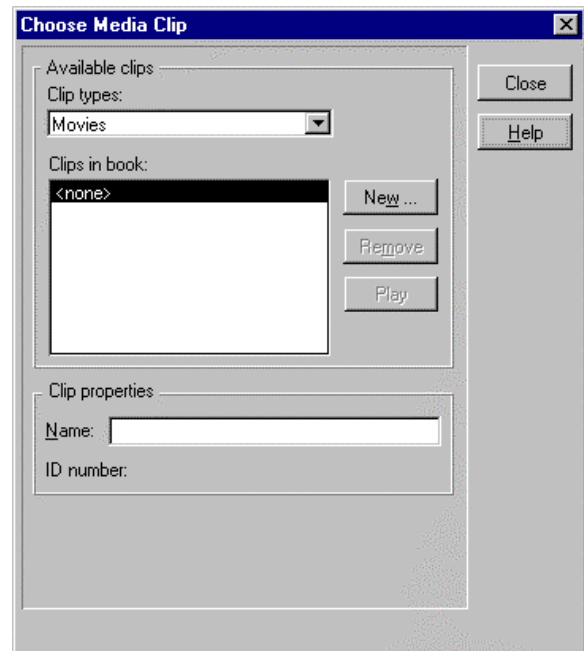 Choose Media Clip
Available clips
Clip types:
Movies
Clips in book:
<none>
New ...
Remove
Play
Clip properties
Name:
ID number:
Close
Help